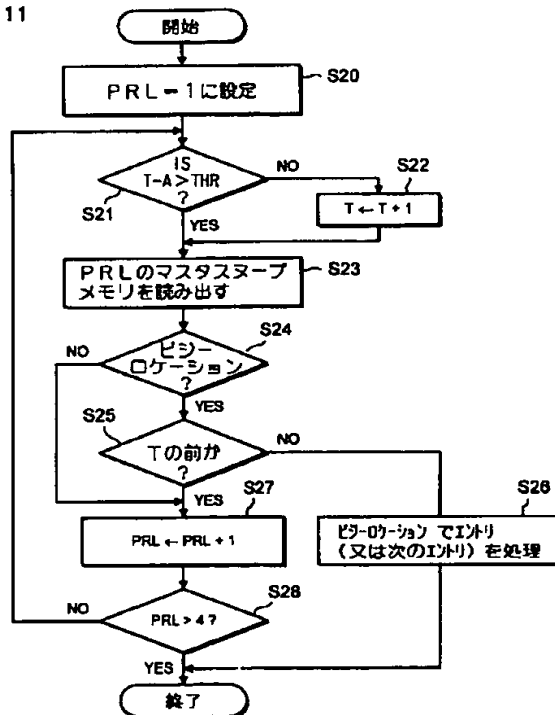 11
開始
PRL=1に設定
S20
IS
T-A>THR
?
NO
S22
S21
YES
T←T+1
PRLのマスタスヌープ
メモリを読み出す
S23
NO
ビジー
ロケーション
?
S24
YES
S25
Tの前か
?
NO
YES
S27
S26
PRL←PRL+1
ビジーロケーションでエントリ
(又は次のエントリ)を処理
NO
PRL>4?
S28
YES
終了